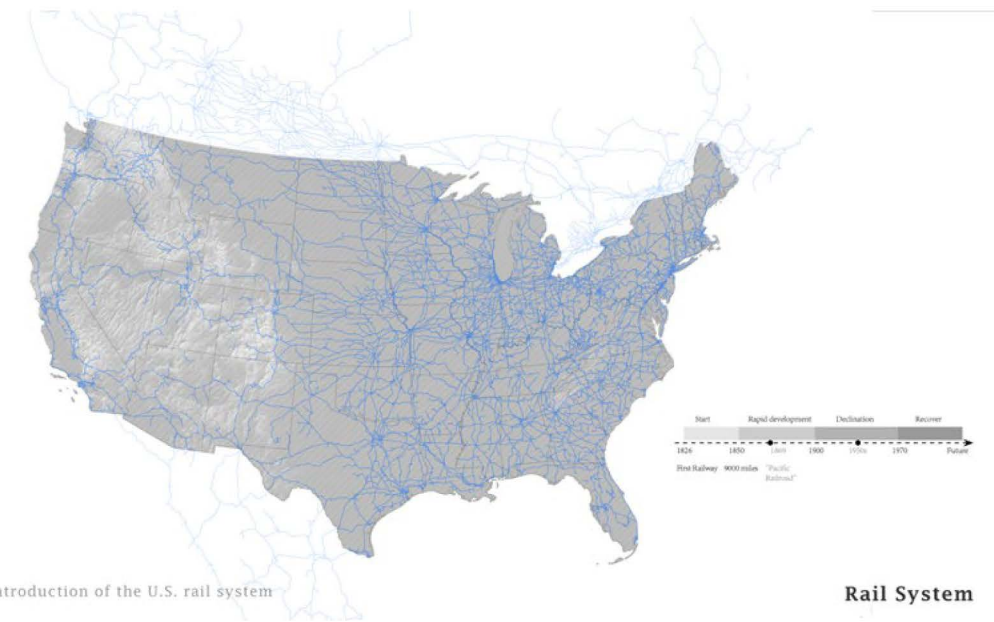 Start Rapid development Declination Recover
1826 1850 1869 1900 1950s 1970 Future
First Railway 9000 miles "Pacific
Railroad"
ntroduction of the U.S. rail system
Rail System